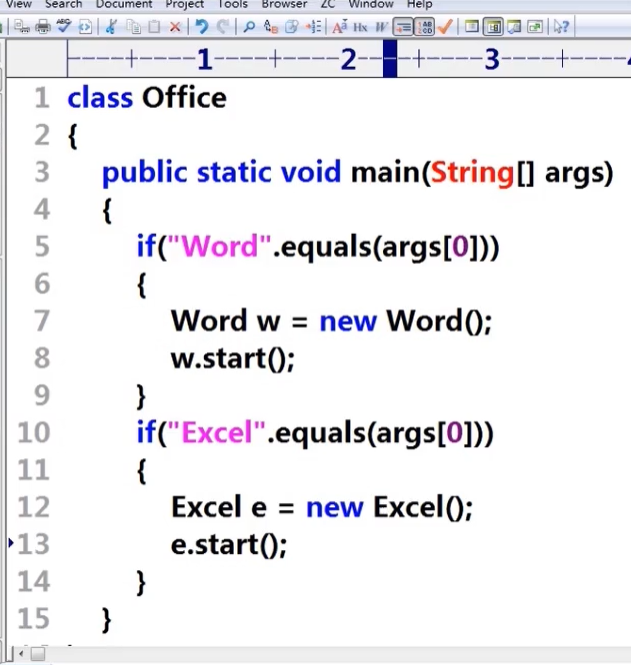 View Search Document Project Tools Browser ZC Window Help
1 2 3
1 class Office
2 {
3 public static void main(String[] args)
4 {
5 if("Word".equals(args[0]))
6 {
7 Word w = new Word();
8 w.start();
9 }
10 if("Excel".equals(args[0]))
11 {
12 Excel e = new Excel();
13 e.start();
14 }
15 }